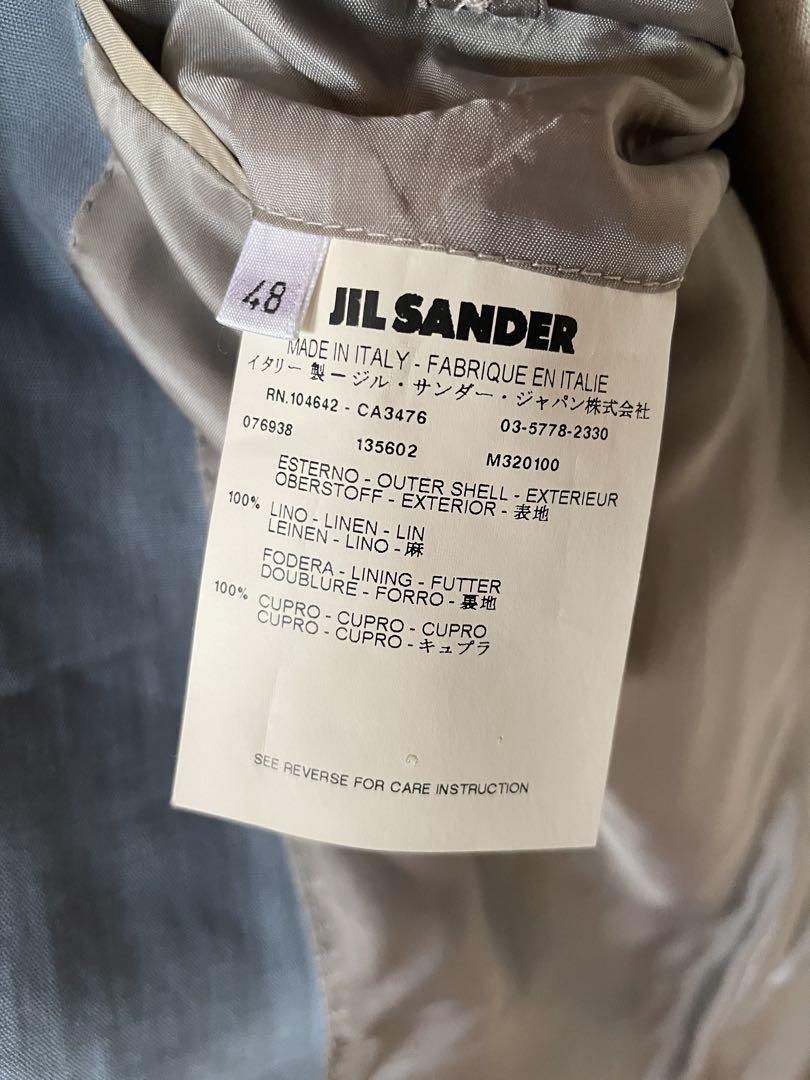 48
JIL SANDER
MADE IN ITALY - FABRIQUE EN ITALIE
イタリー製ージル・サンダー・ジャパン株式会社
RN.104642 - CA3476 03-5778-2330
076938 135602 M320100
ESTERNO - OUTER SHELL - EXTERIEUR
OBERSTOFF - EXTERIOR - 表地
100% LINO - LINEN - LIN
LEINEN - LINO - 麻
FODERA - LINING - FUTTER
DOUBLURE - FORRO - 裏地
100% CUPRO - CUPRO - CUPRO
CUPRO - CUPRO - キュプラ
SEE REVERSE FOR CARE INSTRUCTION